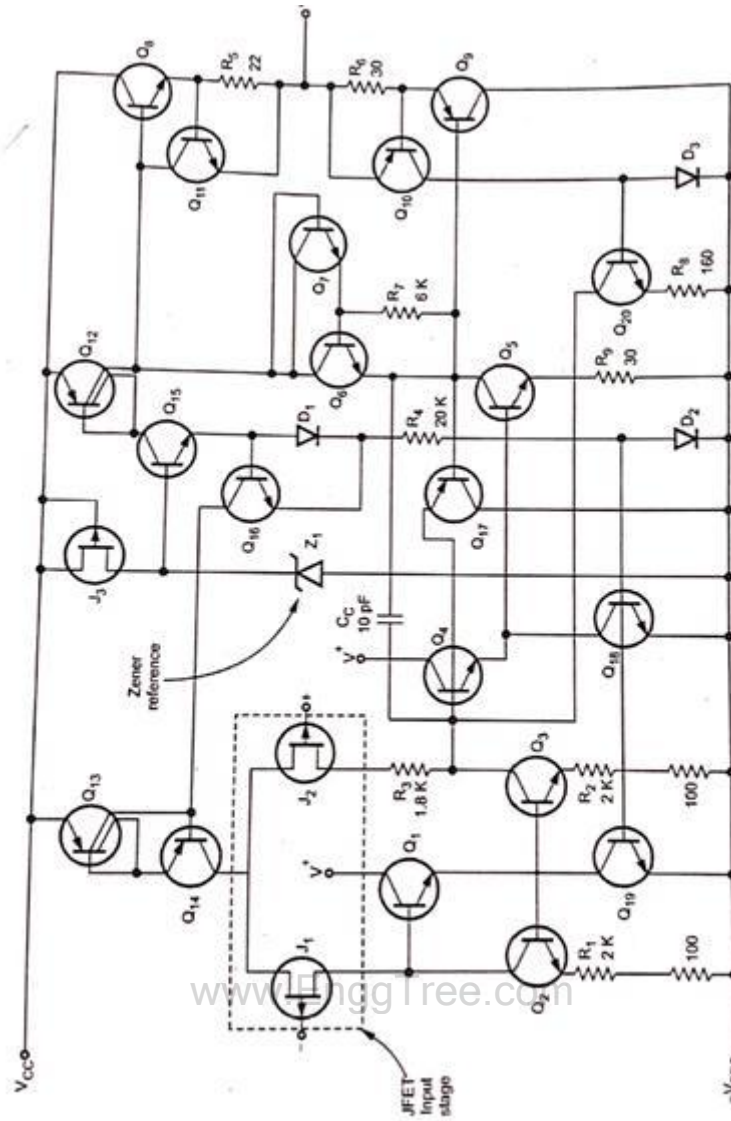 VCC
Q13
Q14
J3
Q12
Q15
Q8
Q11
R5
22
Zener
reference
Z1
Q16
D1
Q7
Q6
R7
6 K
R6
30
Q10
Q9
J1
J2
JFET
Input
stage
V+
Q1
R3
1.8 K
V+
CC
10 pF
Q4
Q17
R4
20 K
Q5
Q2
Q3
R1
2 K
R2
2 K
100
100
Q19
Q18
D2
R9
30
Q20
R8
160
D3
www.EnggTree.com